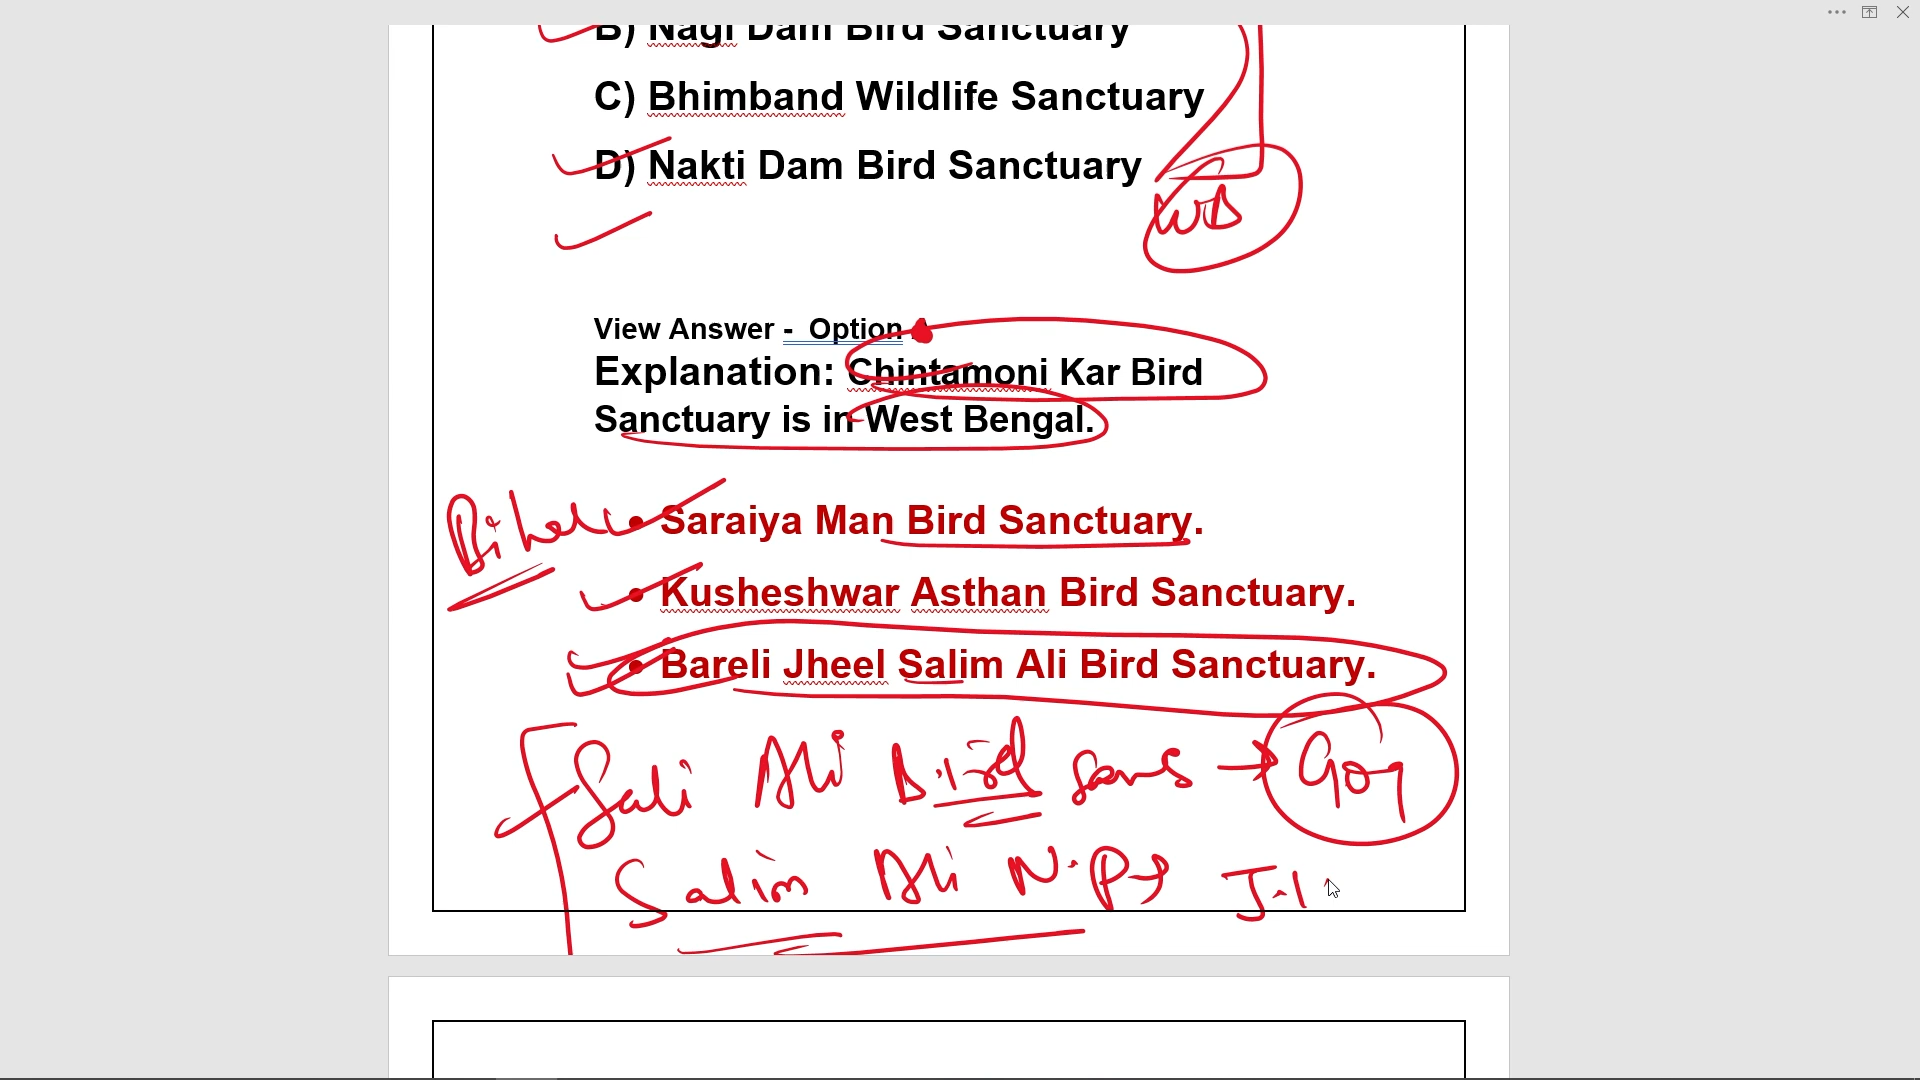 B) Nagi Dam Bird Sanctuary
C) Bhimband Wildlife Sanctuary
D) Nakti Dam Bird Sanctuary
WB
View Answer - Option A
Explanation: Chintamoni Kar Bird
Sanctuary is in West Bengal.
Bihar
• Saraiya Man Bird Sanctuary.
• Kusheshwar Asthan Bird Sanctuary.
• Bareli Jheel Salim Ali Bird Sanctuary.
Sali Ali Bird Sans → Goa
Salim Ali N.P → J-1